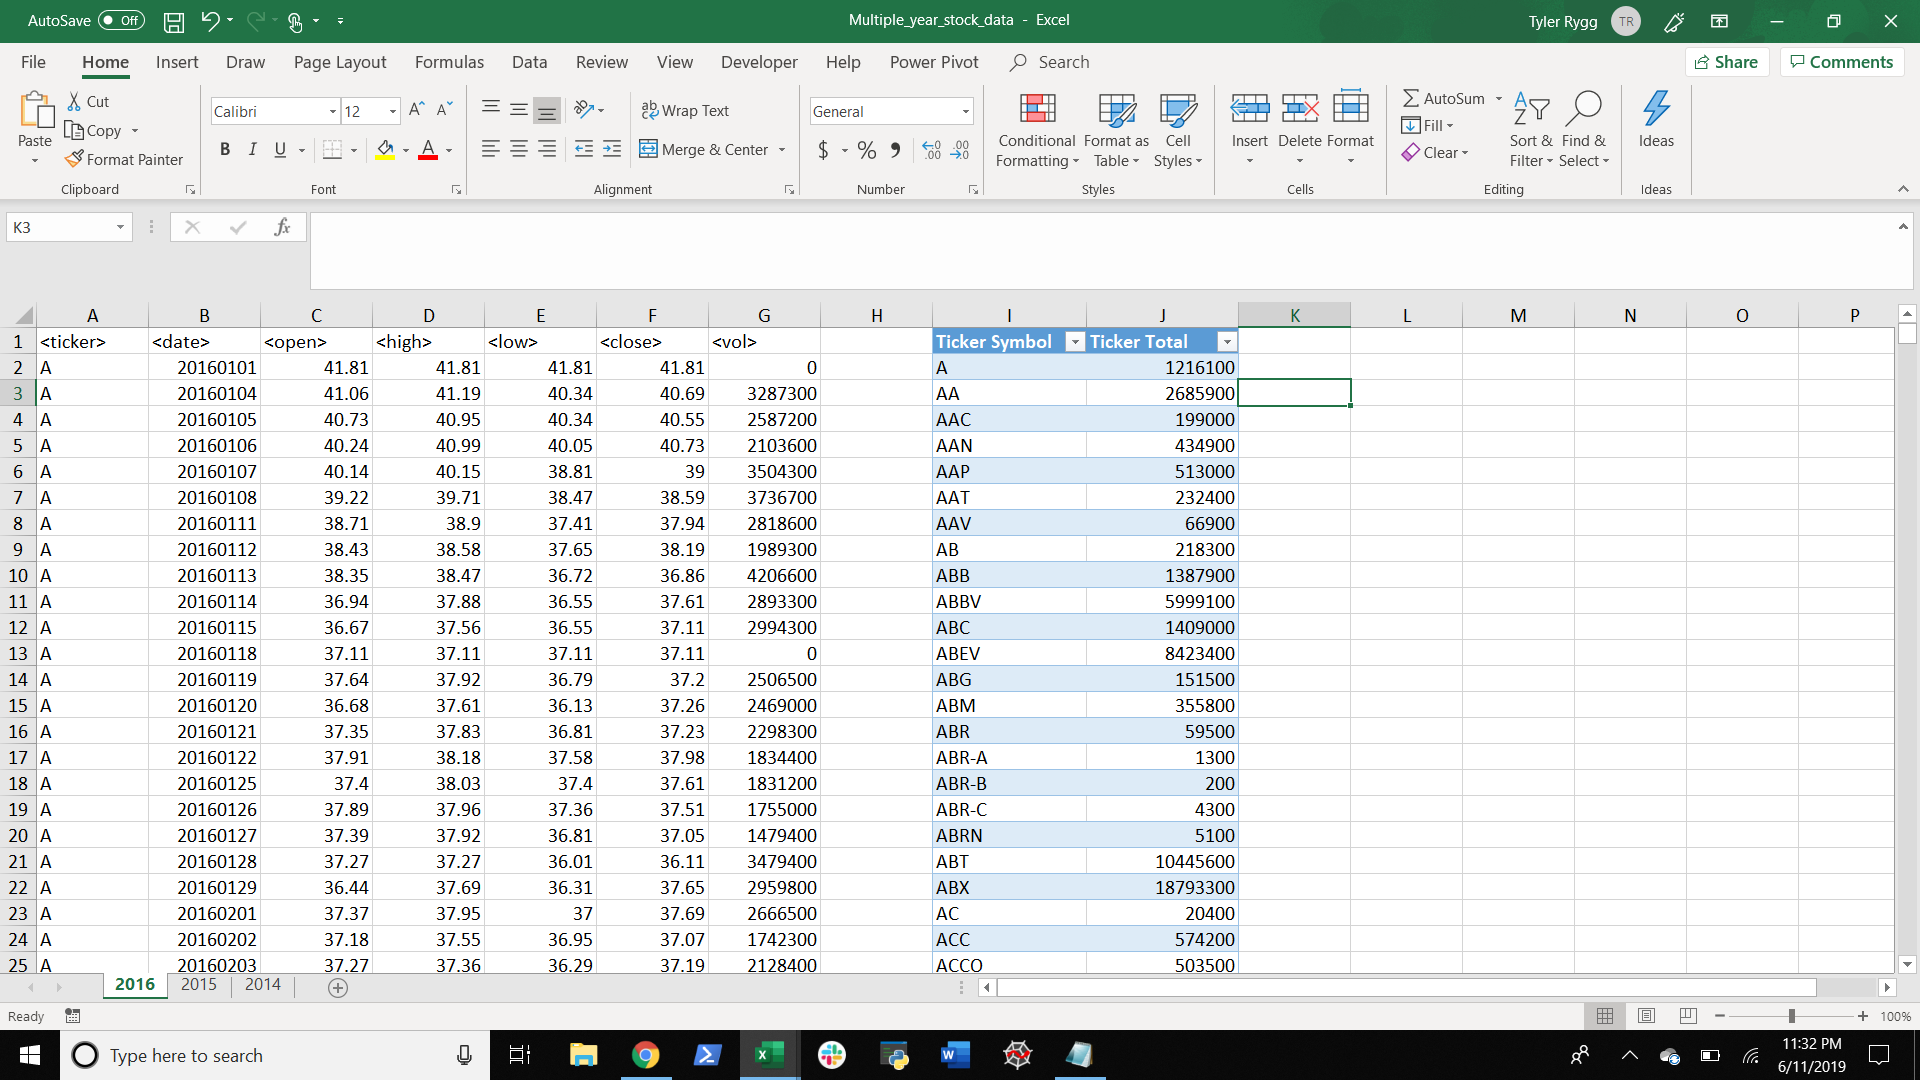 AutoSave Off
Multiple_year_stock_data - Excel
Tyler Rygg TR
File Home Insert Draw Page Layout Formulas Data Review View Developer Help Power Pivot Search Share Comments
Paste Cut Copy Format Painter
Calibri 12
B I U A
Wrap Text
Merge & Center
General
$ % 9 .00 .00
Conditional Formatting Format as Table Cell Styles
Insert Delete Format
AutoSum Fill Clear
Sort & Filter Find & Select
Ideas
Clipboard Font Alignment Number Styles Cells Editing Ideas
K3 fx
A B C D E F G H I J K L M N O P
1 <ticker> <date> <open> <high> <low> <close> <vol> Ticker Symbol Ticker Total
2 A 20160101 41.81 41.81 41.81 41.81 0 A 1216100
3 A 20160104 41.06 41.19 40.34 40.69 3287300 AA 2685900
4 A 20160105 40.73 40.95 40.34 40.55 2587200 AAC 199000
5 A 20160106 40.24 40.99 40.05 40.73 2103600 AAN 434900
6 A 20160107 40.14 40.15 38.81 39 3504300 AAP 513000
7 A 20160108 39.22 39.71 38.47 38.59 3736700 AAT 232400
8 A 20160111 38.71 38.9 37.41 37.94 2818600 AAV 66900
9 A 20160112 38.43 38.58 37.65 38.19 1989300 AB 218300
10 A 20160113 38.35 38.47 36.72 36.86 4206600 ABB 1387900
11 A 20160114 36.94 37.88 36.55 37.61 2893300 ABBV 5999100
12 A 20160115 36.67 37.56 36.55 37.11 2994300 ABC 1409000
13 A 20160118 37.11 37.11 37.11 37.11 0 ABEV 8423400
14 A 20160119 37.64 37.92 36.79 37.2 2506500 ABG 151500
15 A 20160120 36.68 37.61 36.13 37.26 2469000 ABM 355800
16 A 20160121 37.35 37.83 36.81 37.23 2298300 ABR 59500
17 A 20160122 37.91 38.18 37.58 37.98 1834400 ABR-A 1300
18 A 20160125 37.4 38.03 37.4 37.61 1831200 ABR-B 200
19 A 20160126 37.89 37.96 37.36 37.51 1755000 ABR-C 4300
20 A 20160127 37.39 37.92 36.81 37.05 1479400 ABRN 5100
21 A 20160128 37.27 37.27 36.01 36.11 3479400 ABT 10445600
22 A 20160129 36.44 37.69 36.31 37.65 2959800 ABX 18793300
23 A 20160201 37.37 37.95 37 37.69 2666500 AC 20400
24 A 20160202 37.18 37.55 36.95 37.07 1742300 ACC 574200
25 A 20160203 37.27 37.36 36.29 37.19 2128400 ACCO 503500
2016 2015 2014
Ready 100%
Type here to search
11:32 PM
6/11/2019